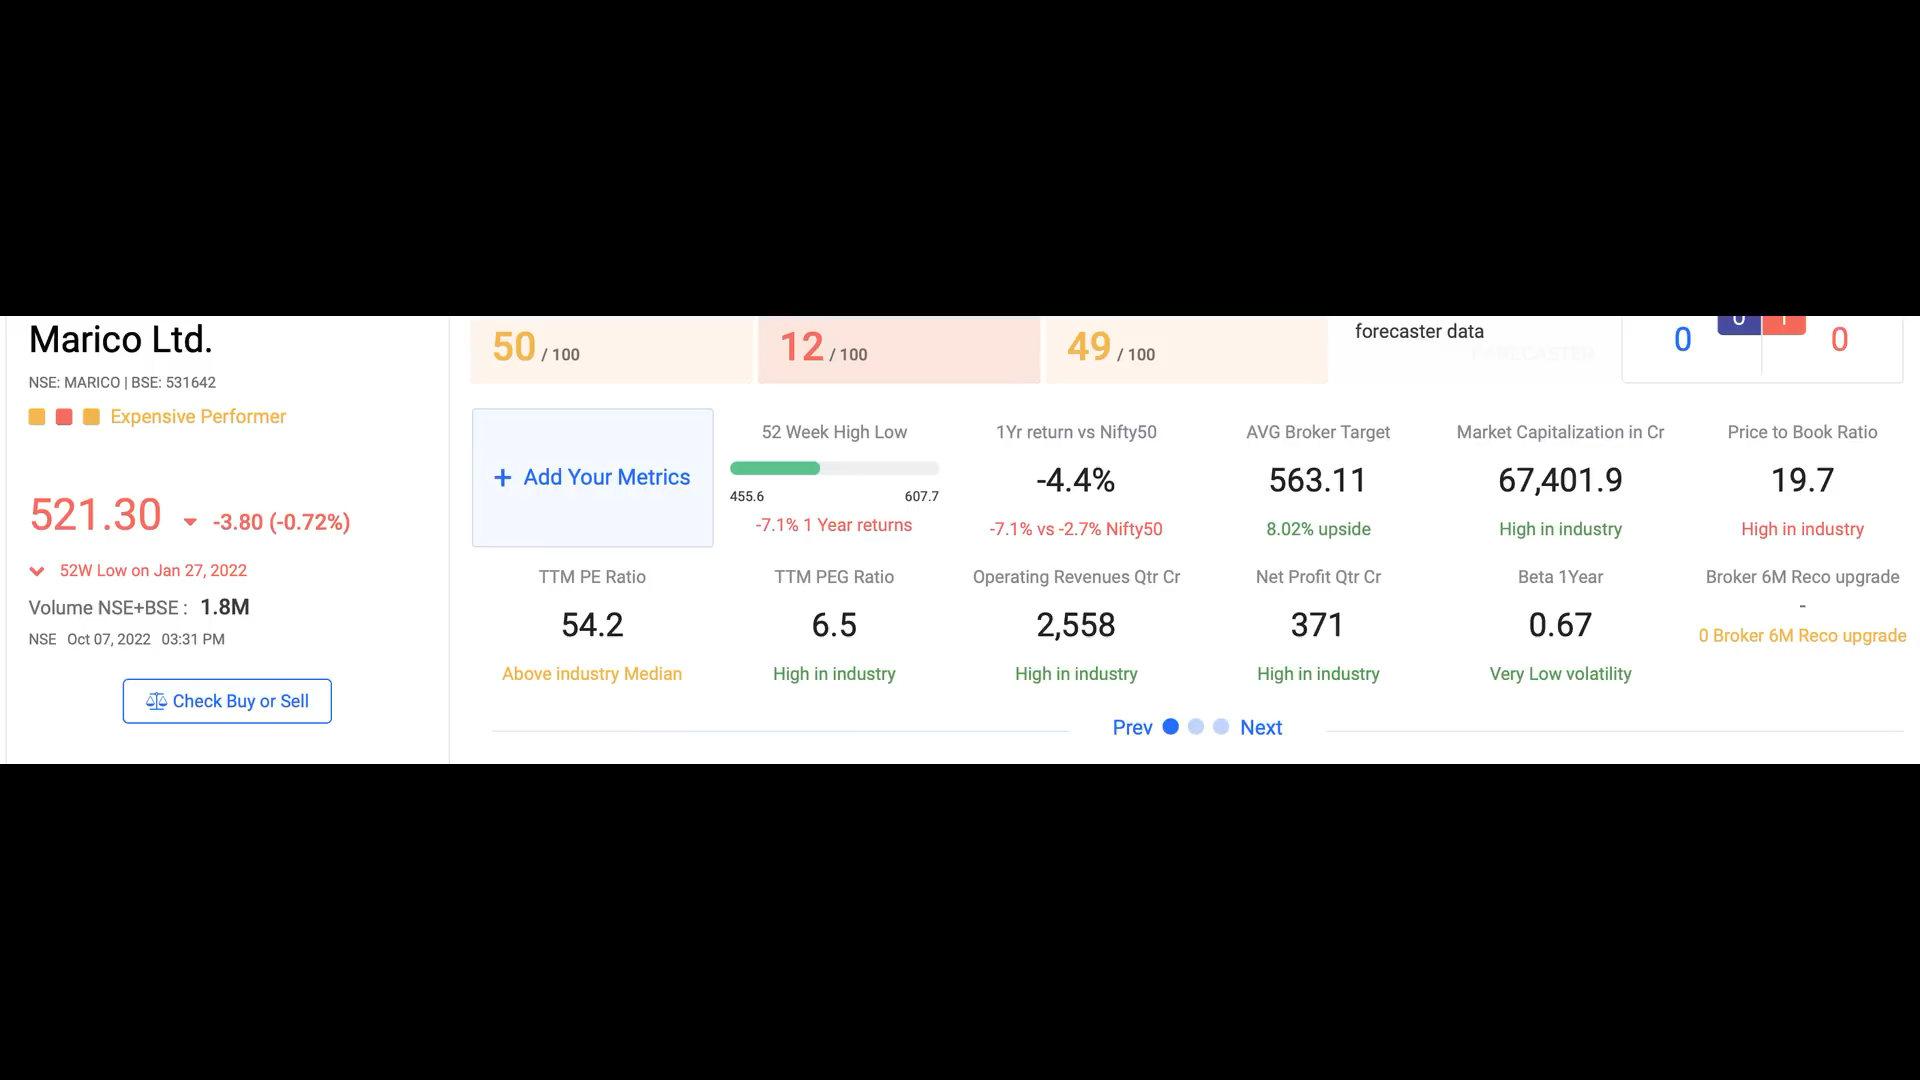 Marico Ltd.
NSE: MARICO | BSE: 531642
Expensive Performer
521.30 -3.80 (-0.72%)
52W Low on Jan 27, 2022
Volume NSE+BSE : 1.8M
NSE Oct 07, 2022 03:31 PM
Check Buy or Sell
50 / 100
12 / 100
49 / 100
forecaster data
FORECASTER
0
0
+ Add Your Metrics
52 Week High Low
455.6 607.7
-7.1% 1 Year returns
1Yr return vs Nifty50
-4.4%
-7.1% vs -2.7% Nifty50
AVG Broker Target
563.11
8.02% upside
Market Capitalization in Cr
67,401.9
High in industry
Price to Book Ratio
19.7
High in industry
TTM PE Ratio
54.2
Above industry Median
TTM PEG Ratio
6.5
High in industry
Operating Revenues Qtr Cr
2,558
High in industry
Net Profit Qtr Cr
371
High in industry
Beta 1Year
0.67
Very Low volatility
Broker 6M Reco upgrade
-
0 Broker 6M Reco upgrade
Prev Next